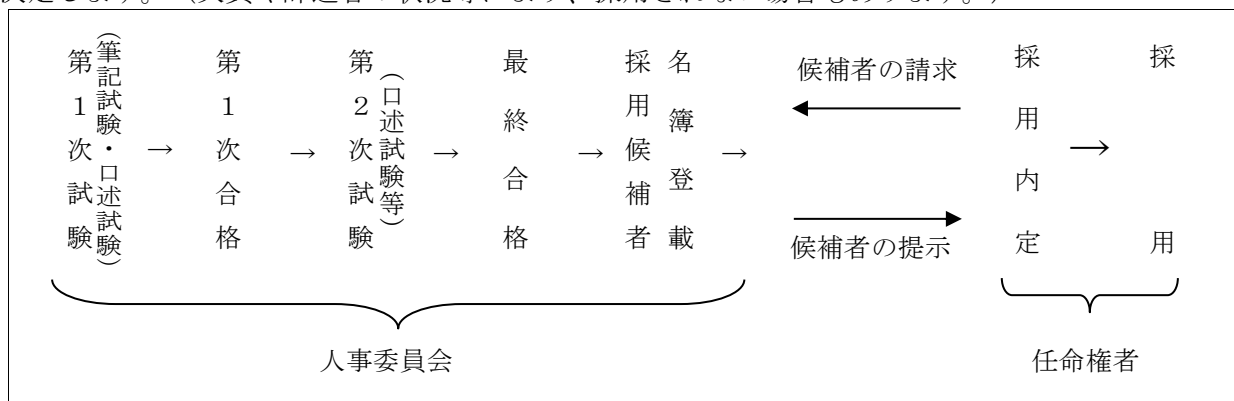 第１次試験
（筆記試験・口述試験）
→
第１次合格
→
第２次試験
（口述試験等）
→
最終合格
→
採用候補者
名簿登載
→
候補者の請求
候補者の提示
採用内定
→
採用
人事委員会
任命権者